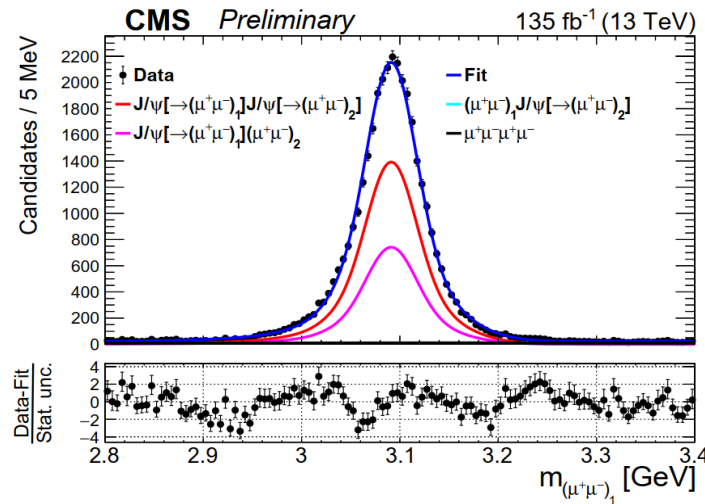 CMS Preliminary 135 fb⁻¹ (13 TeV)
Candidates / 5 MeV
2200
2000
1800
1600
1400
1200
1000
800
600
400
200
0
Data
Fit
J/ψ[→(μ⁺μ⁻)₁]J/ψ[→(μ⁺μ⁻)₂]
(μ⁺μ⁻)₁J/ψ[→(μ⁺μ⁻)₂]
J/ψ[→(μ⁺μ⁻)₁](μ⁺μ⁻)₂
μ⁺μ⁻μ⁺μ⁻
Data-Fit
Stat. unc.
4
2
0
−2
−4
2.8 2.9 3 3.1 3.2 3.3 3.4
m(μ⁺μ⁻)₁ [GeV]